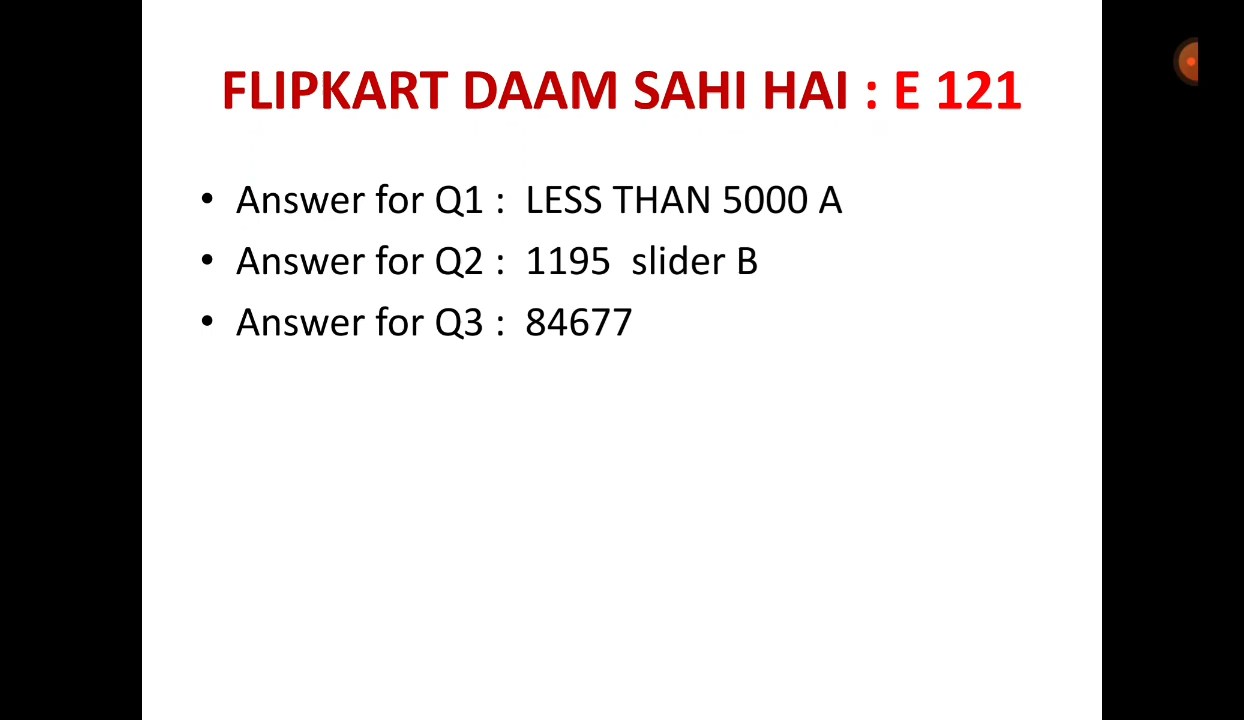 FLIPKART DAAM SAHI HAI : E 121
• Answer for Q1 : LESS THAN 5000 A
• Answer for Q2 : 1195 slider B
• Answer for Q3 : 84677